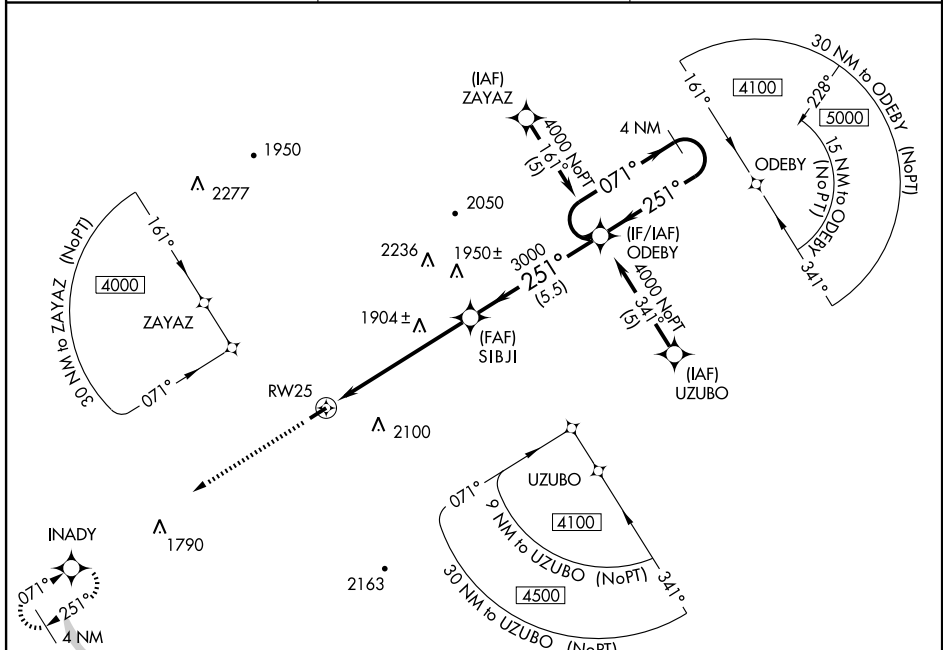 (IAF)
ZAYAZ
4000 NoPT
161°
(5)
4 NM
30 NM to ODEBY (NoPT)
4100
5000
161°
228°
15 NM to ODEBY
(NoPT)
ODEBY
341°
1950
2277
071°
251°
2050
2236
1950±
(IF/IAF)
ODEBY
3000
251°
(5.5)
161°
30 NM to ZAYAZ (NoPT)
4000
ZAYAZ
071°
1904±
(FAF)
SIBJI
4000 NoPT
341°
(5)
(IAF)
UZUBO
RW25
2100
UZUBO
071°
4100
9 NM to UZUBO (NoPT)
341°
4500
30 NM to UZUBO (NoPT)
INADY
1790
2163
071°
251°
4 NM